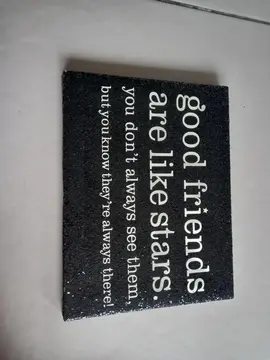 good friends
are like stars.
you don't always see them,
but you know they're always there!